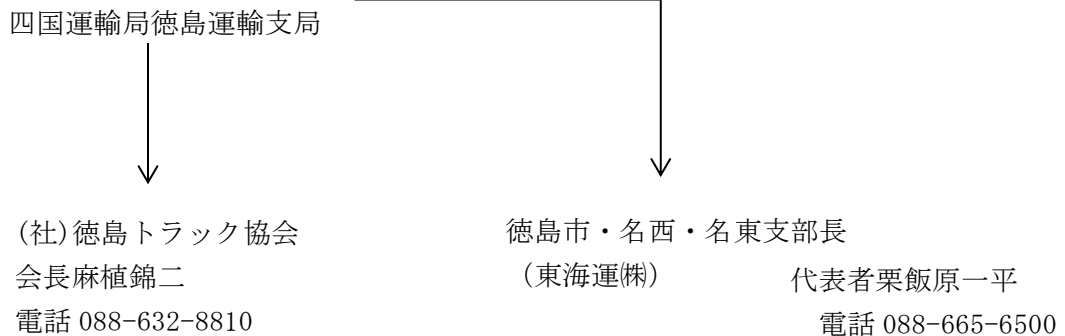 四国運輸局徳島運輸支局
(社)徳島トラック協会
会長麻植錦二
電話 088-632-8810
徳島市・名西・名東支部長
(東海運㈱)
代表者栗飯原一平
電話 088-665-6500